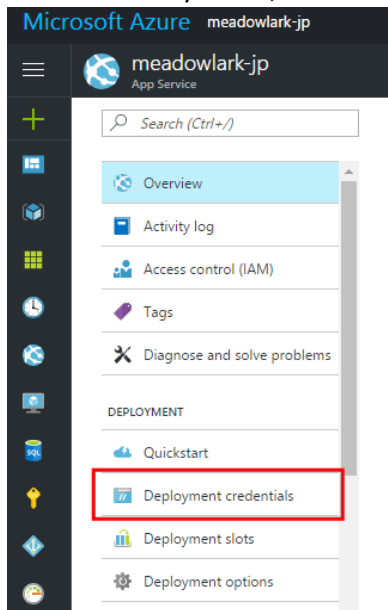 Microsoft Azure meadowlark-jp
meadowlark-jp
App Service
Search (Ctrl+/)
Overview
Activity log
Access control (IAM)
Tags
Diagnose and solve problems
DEPLOYMENT
Quickstart
SQL
Deployment credentials
Deployment slots
Deployment options